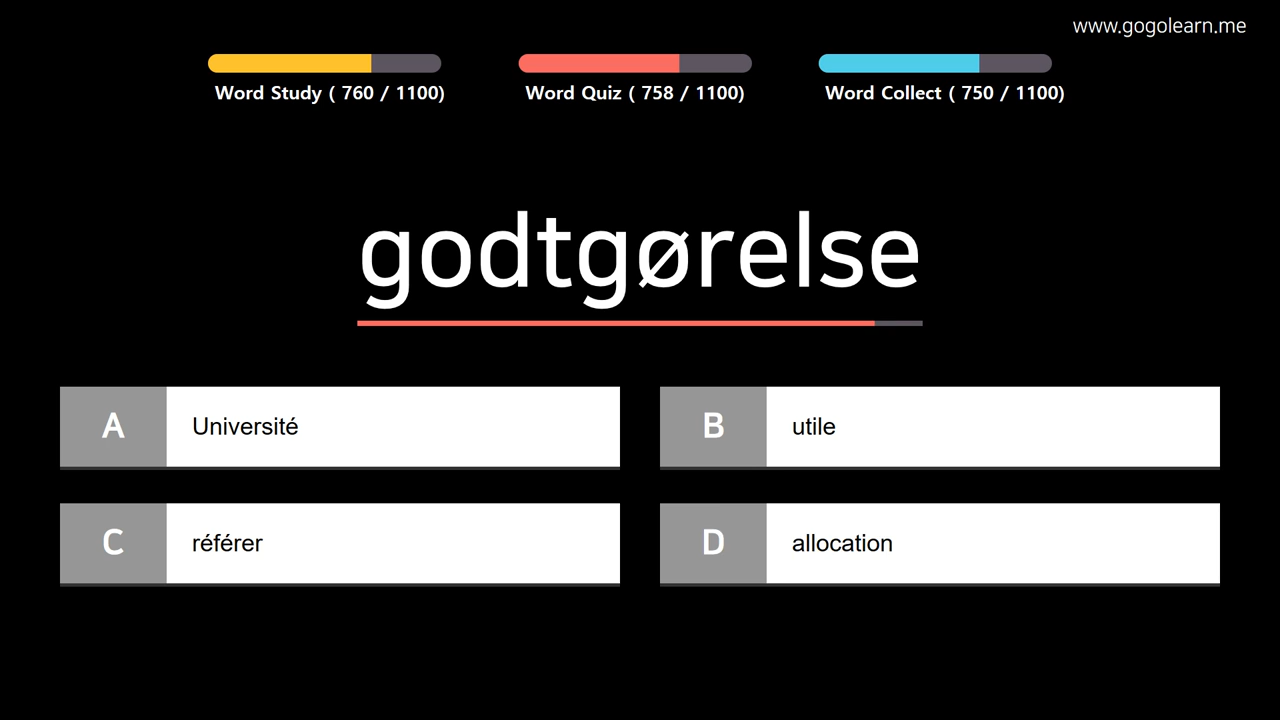 www.gogolearn.me
Word Study ( 760 / 1100)
Word Quiz ( 758 / 1100)
Word Collect ( 750 / 1100)
godtgørelse
A Université
B utile
C référer
D allocation